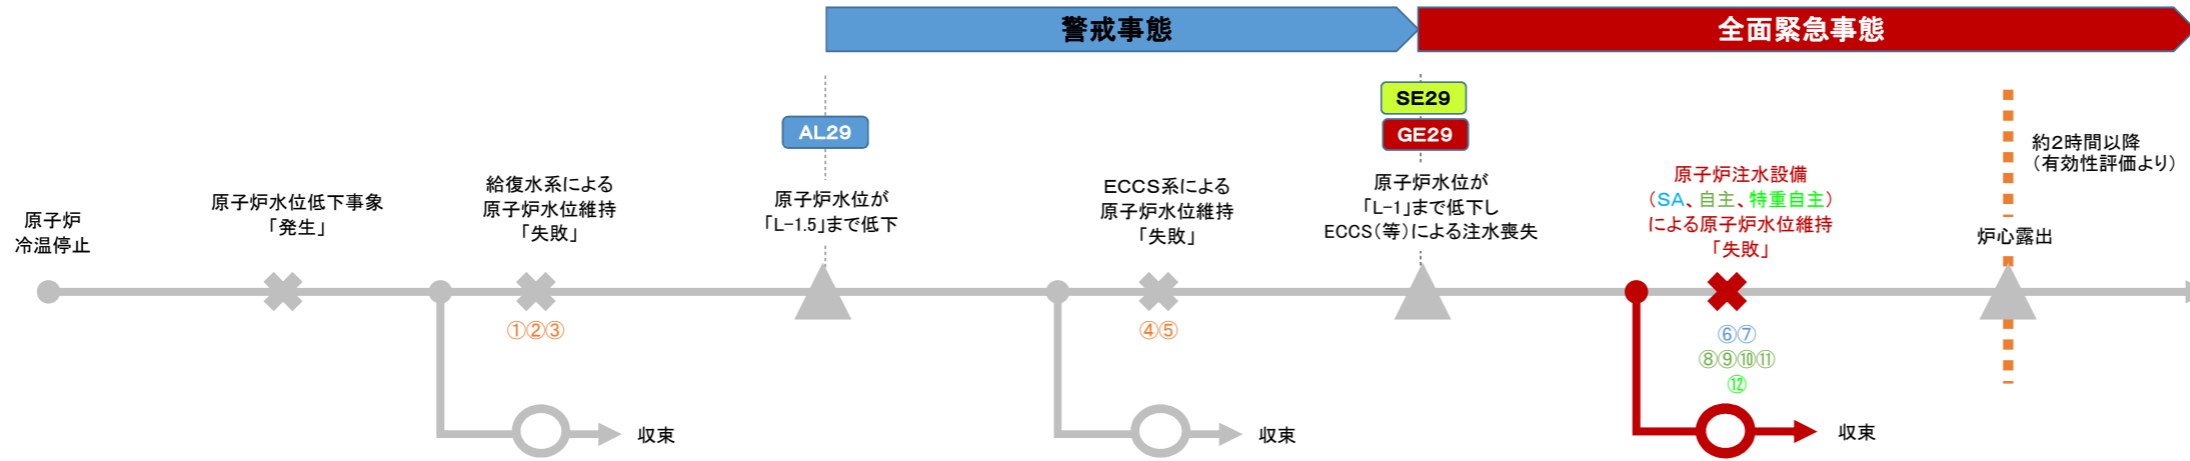 警戒事態
全面緊急事態
原子炉
冷温停止
原子炉水位低下事象
「発生」
給復水系による
原子炉水位維持
「失敗」
①②③
収束
AL29
原子炉水位が
「L-1.5」まで低下
ECCS系による
原子炉水位維持
「失敗」
④⑤
収束
SE29
GE29
原子炉水位が
「L-1」まで低下し
ECCS(等)による注水喪失
原子炉注水設備
(SA、自主、特重自主)
による原子炉水位維持
「失敗」
⑥⑦
⑧⑨⑩⑪
⑫
収束
約2時間以降
(有効性評価より)
炉心露出